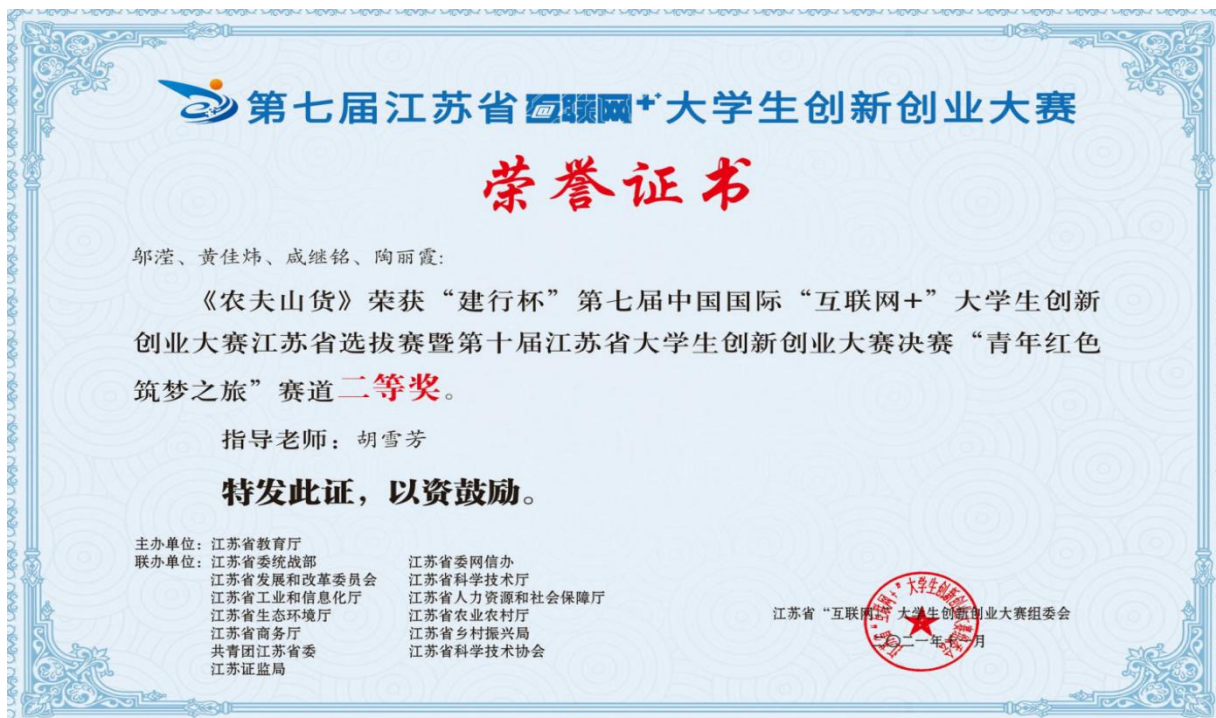 第七届江苏省互联网+大学生创新创业大赛
荣誉证书
邬滢、黄佳炜、戚继铭、陶丽霞:
《农夫山货》荣获“建行杯”第七届中国国际“互联网+”大学生创新
创业大赛江苏省选拔赛暨第十届江苏省大学生创新创业大赛决赛“青年红色
筑梦之旅”赛道二等奖。
指导老师：胡雪芳
特发此证，以资鼓励。
主办单位：江苏省教育厅
联办单位：江苏省委统战部 江苏省委网信办
江苏省发展和改革委员会 江苏省科学技术厅
江苏省工业和信息化厅 江苏省人力资源和社会保障厅
江苏省生态环境厅 江苏省农业农村厅
江苏省商务厅 江苏省乡村振兴局
共青团江苏省委 江苏省科学技术协会
江苏证监局
江苏省“互联网+”大学生创新创业大赛组委会
二〇二一年十一月